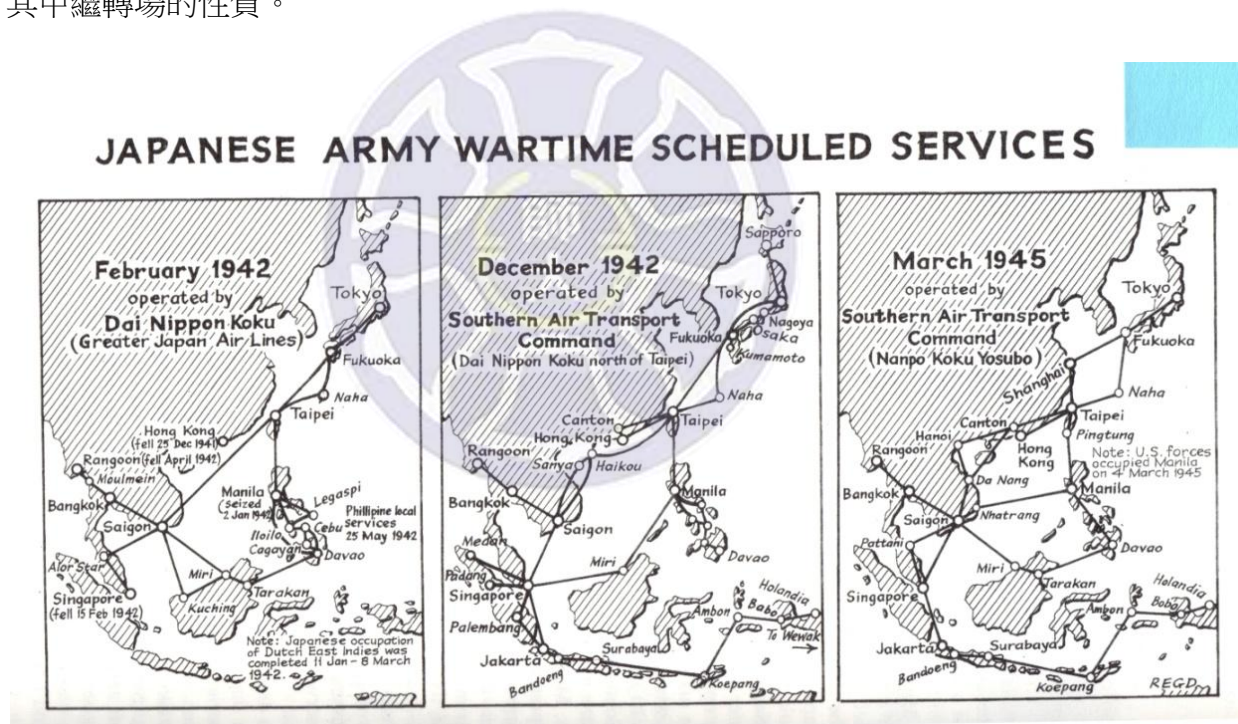 其中繼轉場的性質。
JAPANESE ARMY WARTIME SCHEDULED SERVICES
February 1942
operated by
Dai Nippon Koku
(Greater Japan Air Lines)
Tokyo
Fukuoka
Naha
Taipei
Hong Kong
(fell 25 Dec 1941)
Rangoon (fell April 1942)
Moulmein
Bangkok
Saigon
Manila
(seized
2 Jan 1942)
Legaspi
Phillipine local
services
25 May 1942
Iloilo
Cebu
Cagayan
Davao
Alor Star
Miri
Tarakan
Singapore
(fell 15 Feb 1942)
Kuching
Note: Japanese occupation
of Dutch East Indies was
completed 11 Jan - 8 March
1942.
December 1942
operated by
Southern Air Transport
Command
(Dai Nippon Koku north of Taipei)
Sapporo
Tokyo
Nagoya
Osaka
Fukuoka
Kumamoto
Naha
Canton
Taipei
Hong Kong
Rangoon
Sanya
Haikou
Bangkok
Manila
Saigon
Medan
Miri
Davao
Padang
Singapore
Holandia
Ambon
Babo
To Wewak
Palembang
Jakarta
Surabaya
Bandoeng
Koepang
March 1945
operated by
Southern Air Transport
Command
(Nanpo Koku Yosubo)
Tokyo
Fukuoka
Shanghai
Naha
Canton
Taipei
Hanoi
Pingtung
Rangoon
Hong
Kong
Note: U.S. forces
occupied Manila
on 4 March 1945
Da Nang
Bangkok
Manila
Saigon
Nhatrang
Pattani
Davao
Miri
Tarakan
Singapore
Holandia
Ambon
Bobo
Jakarta
Surabaya
Bandoeng
Koepang
R.E.G.D.